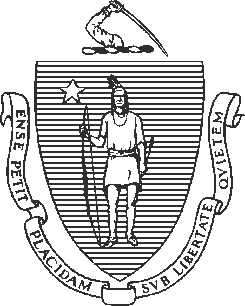 ENSE PETIT
PLACIDAM
SVB LIBERTATE
QVIETEM